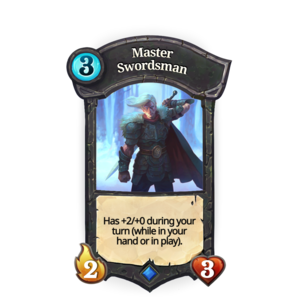 3
Master
Swordsman
Has +2/+0 during your
turn (while in your
hand or in play).
2
3